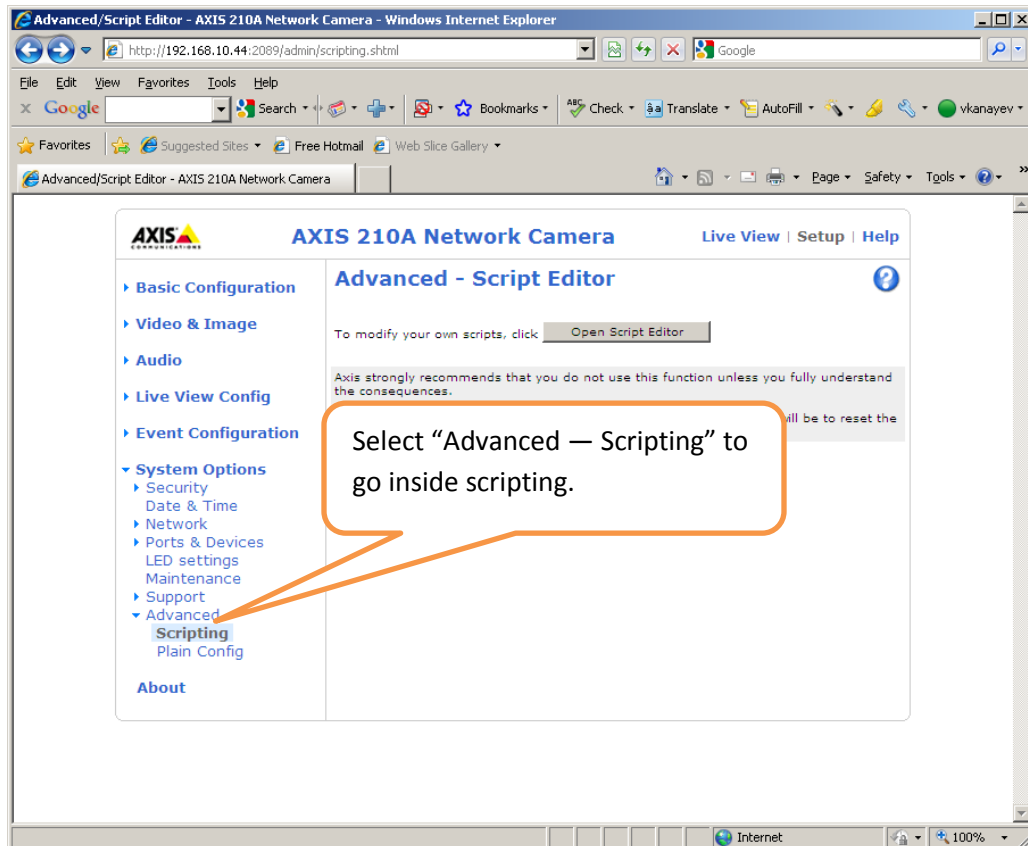 Advanced/Script Editor - AXIS 210A Network Camera - Windows Internet Explorer
http://192.168.10.44:2089/admin/scripting.shtml
Google
File Edit View Favorites Tools Help
x Google Search Bookmarks ABC Check âa Translate AutoFill vkanayev
Favorites Suggested Sites Free Hotmail Web Slice Gallery
Advanced/Script Editor - AXIS 210A Network Camera
Page Safety Tools »
AXIS COMMUNICATIONS
AXIS 210A Network Camera
Live View | Setup | Help
Basic Configuration
Video & Image
Audio
Live View Config
Event Configuration
System Options
Security
Date & Time
Network
Ports & Devices
LED settings
Maintenance
Support
Advanced
Scripting
Plain Config
About
Advanced - Script Editor
To modify your own scripts, click Open Script Editor
Axis strongly recommends that you do not use this function unless you fully understand
the consequences.
will be to reset the
Select “Advanced — Scripting” to
go inside scripting.
Internet
100%